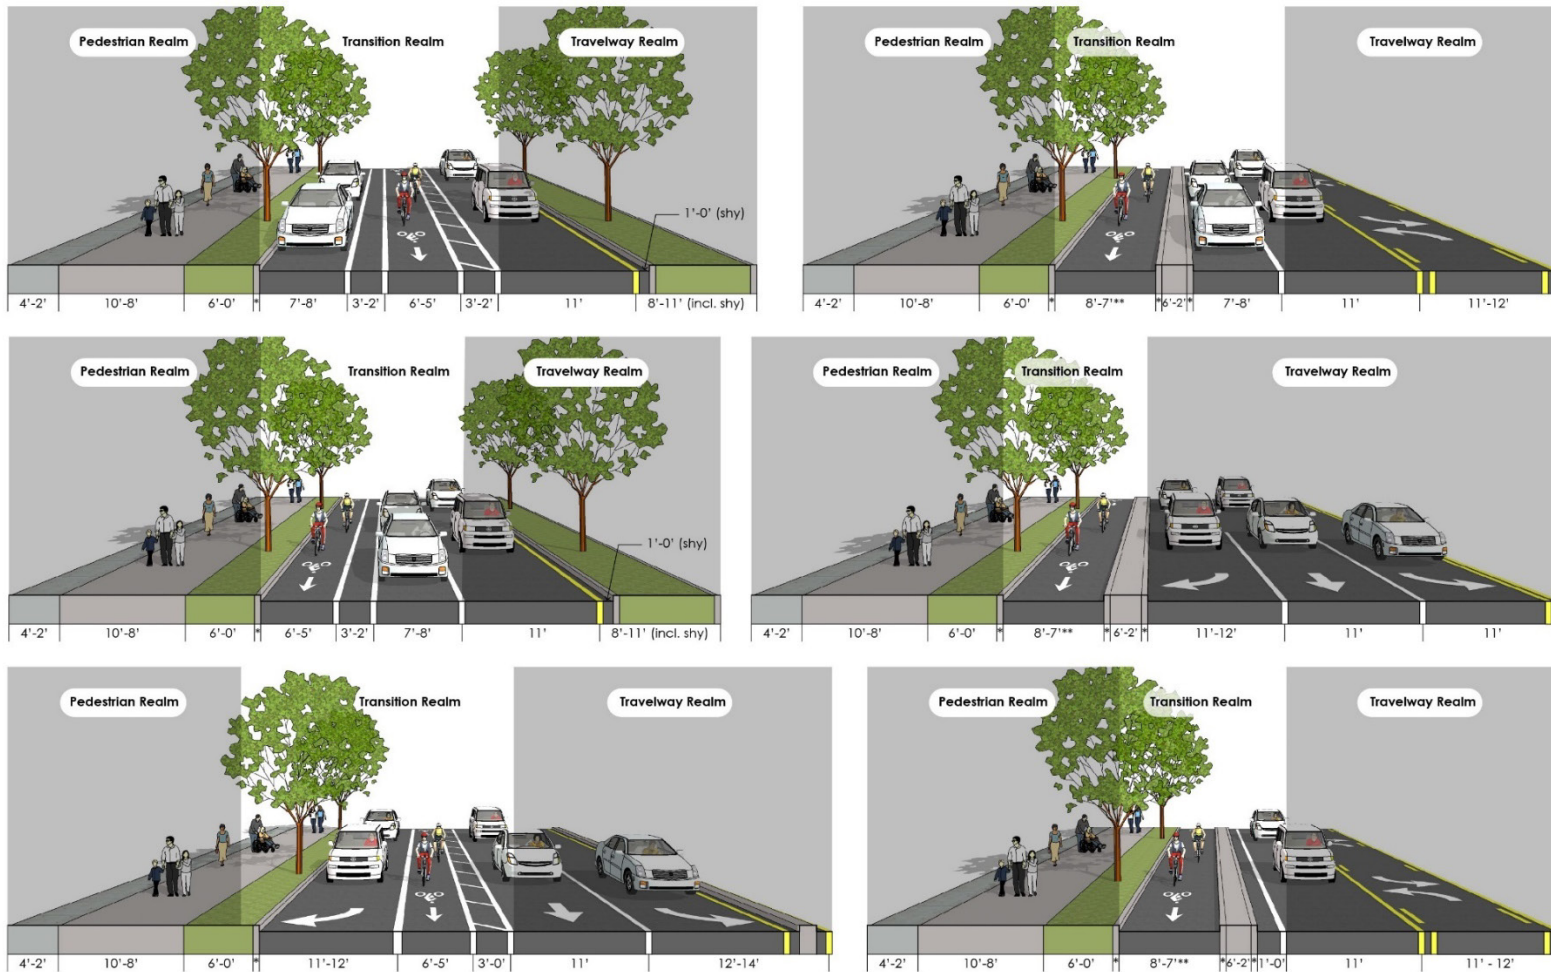 Pedestrian Realm Transition Realm Travelway Realm
1'-0' (shy)
4'-2' 10'-8' 6'-0' * 7'-8' 3'-2' 6'-5' 3'-2' 11' 8'-11' (incl. shy)
Pedestrian Realm Transition Realm Travelway Realm
4'-2' 10'-8' 6'-0' * 8'-7'** * 6'-2' * 7'-8' 11' 11'-12'
Pedestrian Realm Transition Realm Travelway Realm
1'-0' (shy)
4'-2' 10'-8' 6'-0' * 6'-5' 3'-2' 7'-8' 11' 8'-11' (incl. shy)
Pedestrian Realm Transition Realm Travelway Realm
4'-2' 10'-8' 6'-0' * 8'-7'** * 6'-2' * 11'-12' 11' 11'
Pedestrian Realm Transition Realm Travelway Realm
4'-2' 10'-8' 6'-0' * 11'-12' 6'-5' 3'-0' 11' 12'-14'
Pedestrian Realm Transition Realm Travelway Realm
4'-2' 10'-8' 6'-0' * 8'-7'** * 6'-2' * 1'-0' 11' 11' - 12'